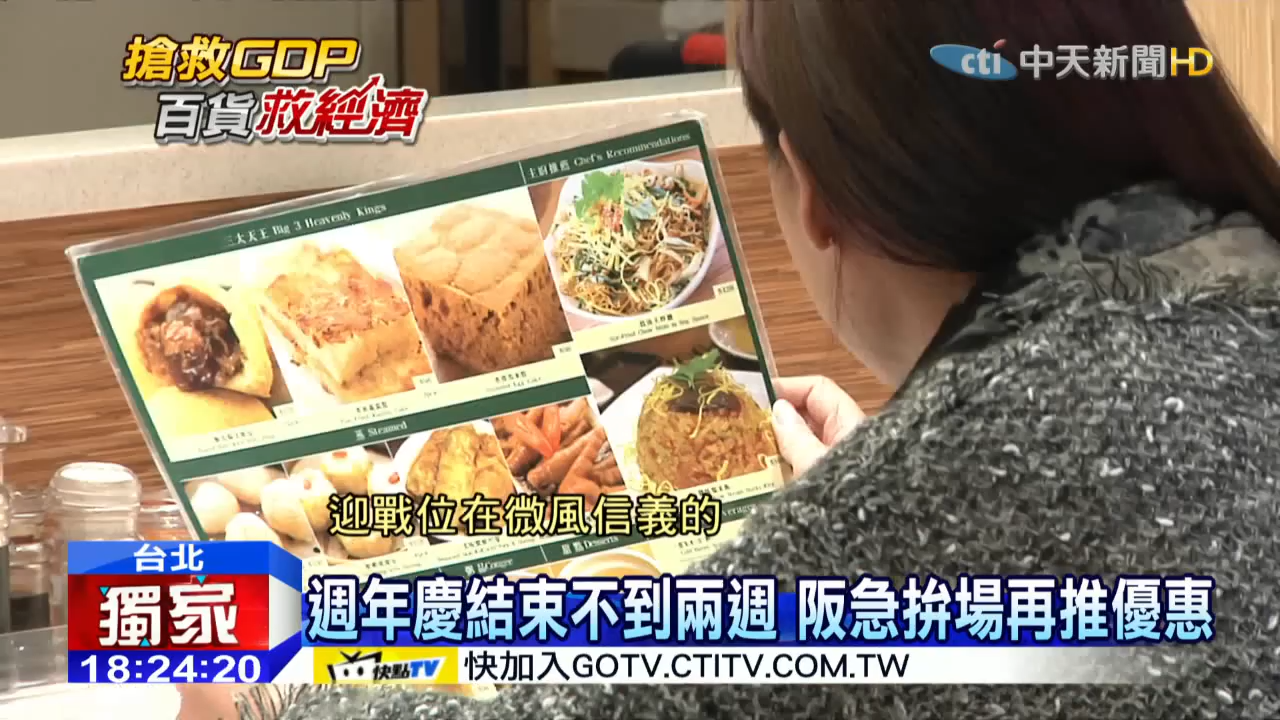 搶救GDP
百貨救經濟
cti 中天新聞HD
主廚推薦 Chef's Recommendations
三大天王 Big 3 Heavenly Kings
Steamed
Desserts
Congee
迎戰位在微風信義的
台北
獨家
18:24:20
週年慶結束不到兩週 阪急拚場再推優惠
快點TV
快加入GOTV.CTITV.COM.TW